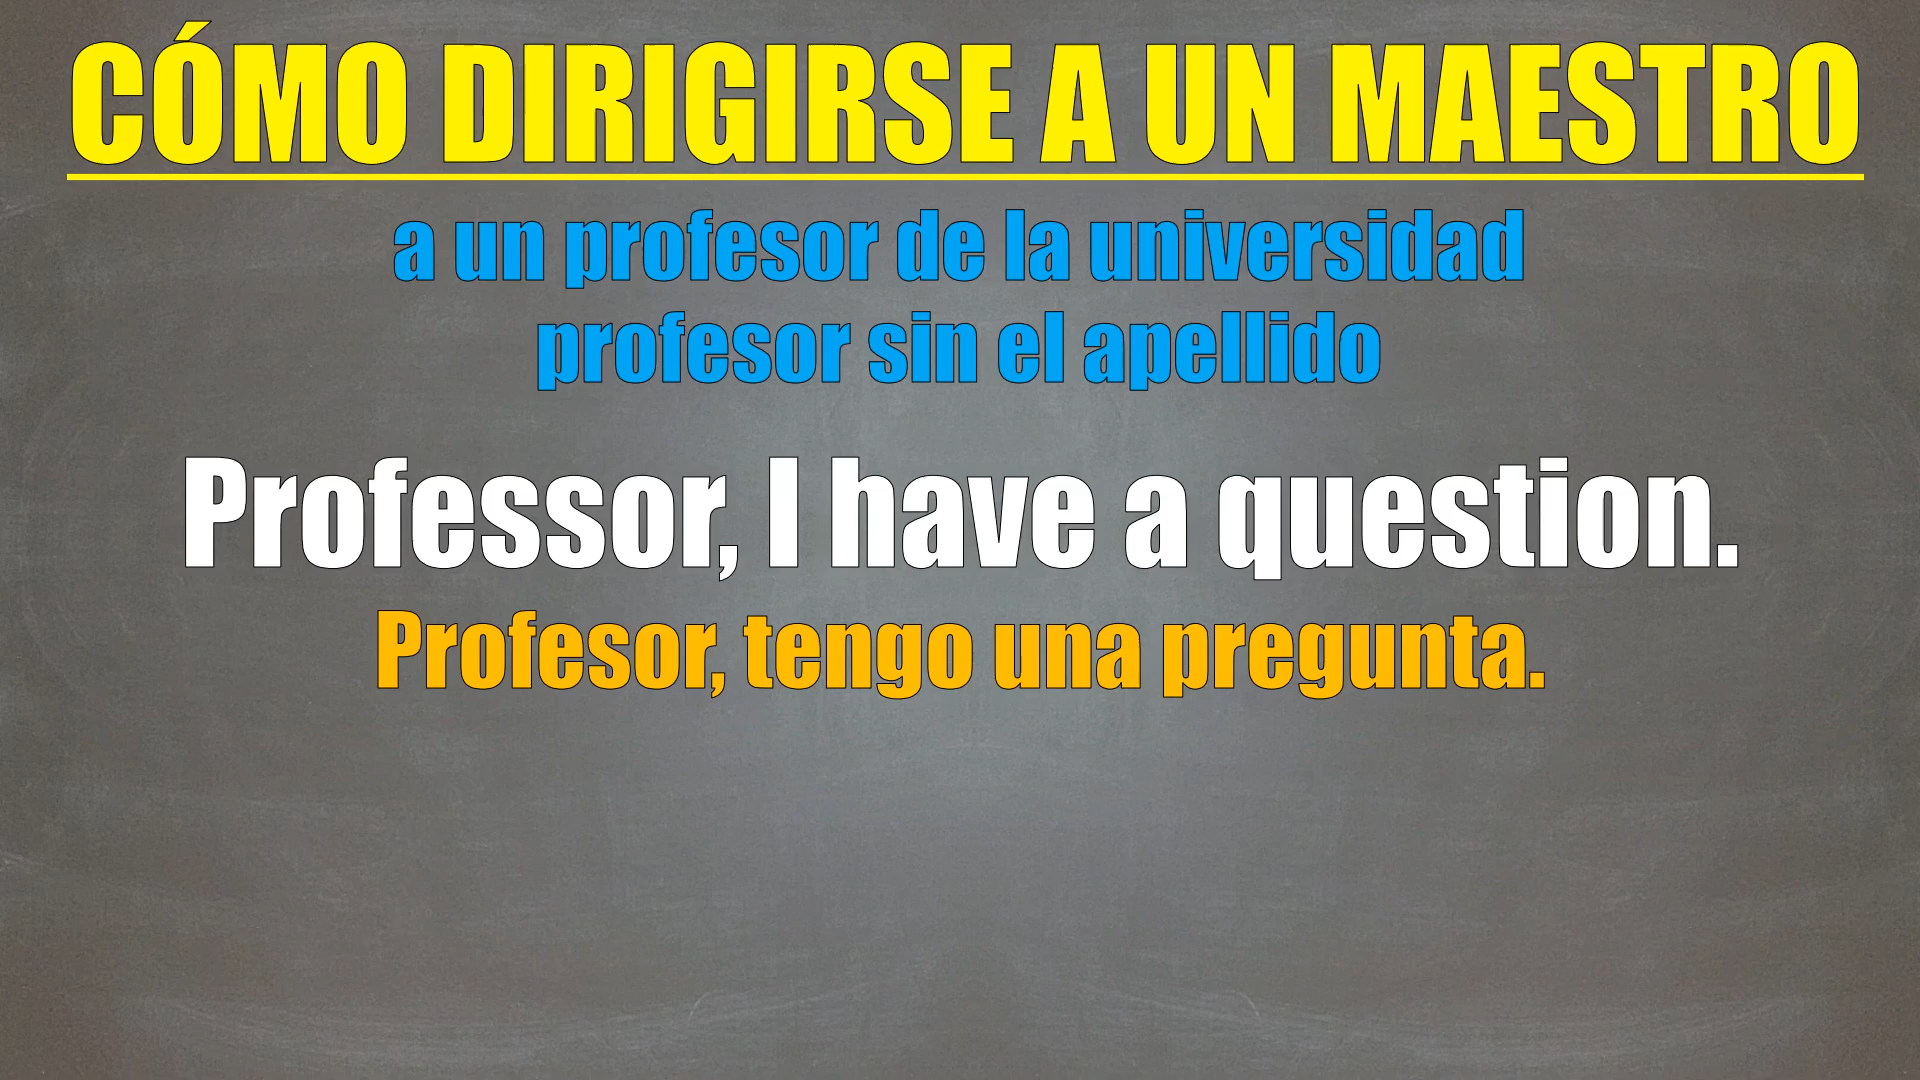 CÓMO DIRIGIRSE A UN MAESTRO
a un profesor de la universidad
profesor sin el apellido
Professor, I have a question.
Profesor, tengo una pregunta.